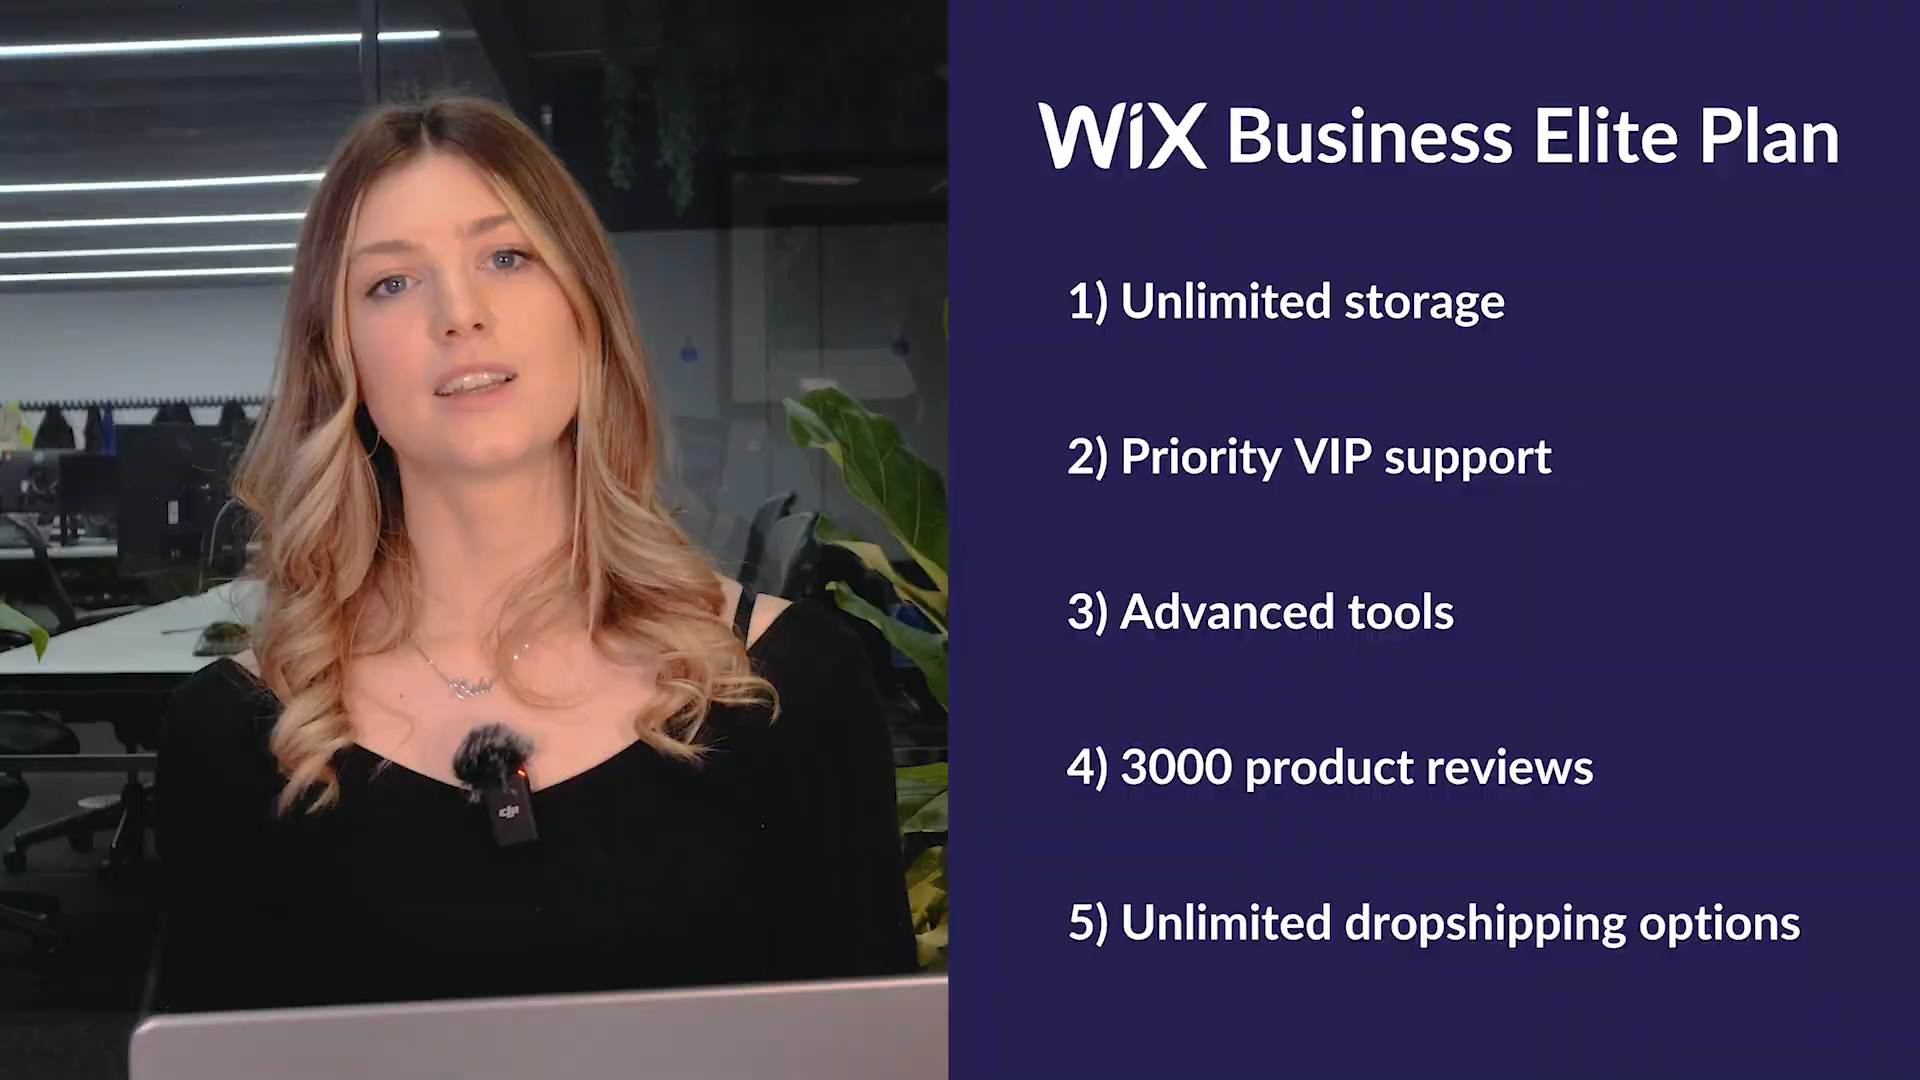 WiX Business Elite Plan
1) Unlimited storage
2) Priority VIP support
3) Advanced tools
4) 3000 product reviews
5) Unlimited dropshipping options
dji